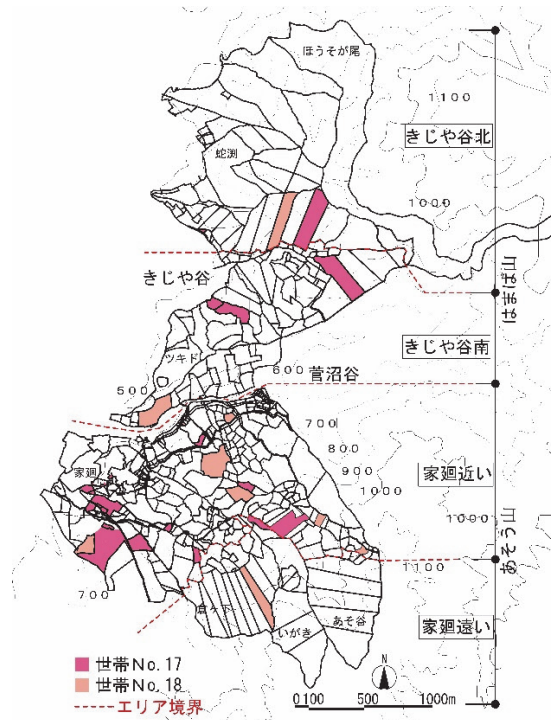 ほうそが尾
1100
きじや谷北
蛇渕
1000
きじや谷
はまば山
ツキド
きじや谷南
600
菅沼谷
500
700
800
家廻近い
家廻
900
1000
1000
あそう山
1100
700
倉ケ下
あそ谷
家廻遠い
いがき
世帯No.17
世帯No.18
エリア境界
N
0 100 500 1000m